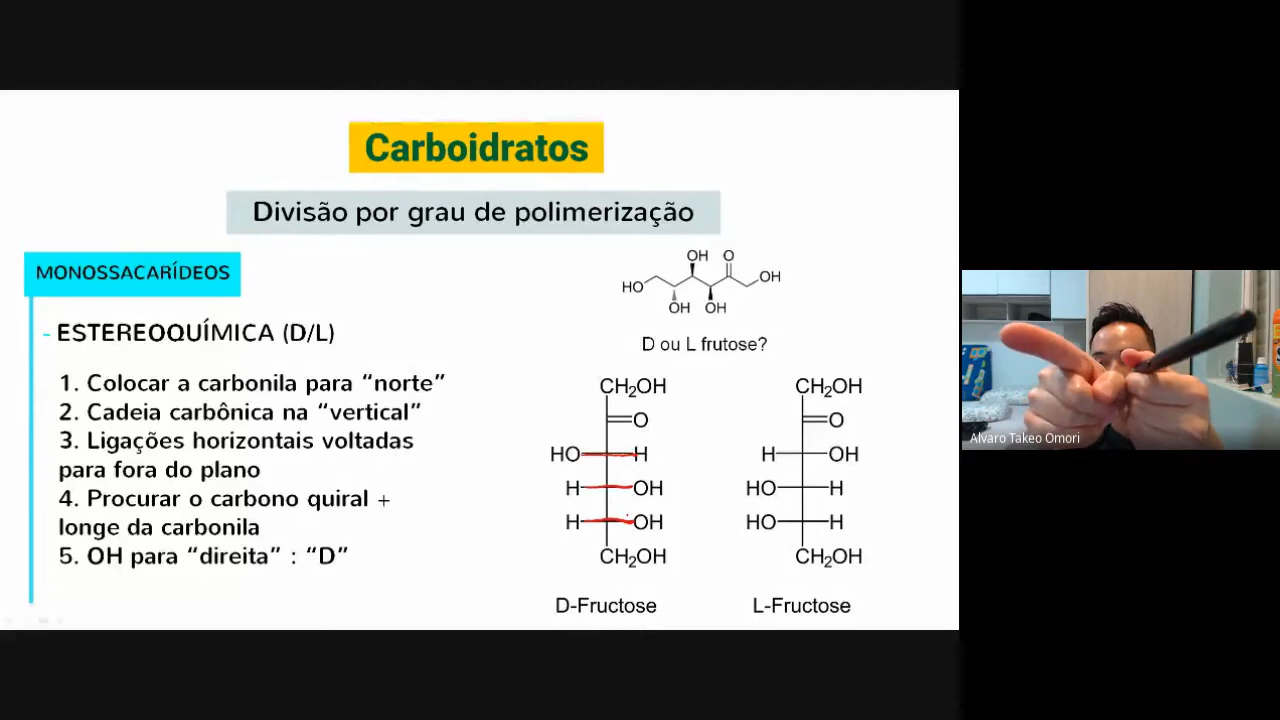 Carboidratos
Divisão por grau de polimerização
MONOSSACARÍDEOS
- ESTEREOQUÍMICA (D/L)
1. Colocar a carbonila para “norte”
2. Cadeia carbônica na “vertical”
3. Ligações horizontais voltadas
para fora do plano
4. Procurar o carbono quiral +
longe da carbonila
5. OH para “direita” : “D”
OH O
HO OH
OH OH
D ou L frutose?
CH2OH
O
HO H
H OH
H OH
CH2OH
D-Fructose
CH2OH
O
H OH
HO H
HO H
CH2OH
L-Fructose
Alvaro Takeo Omori